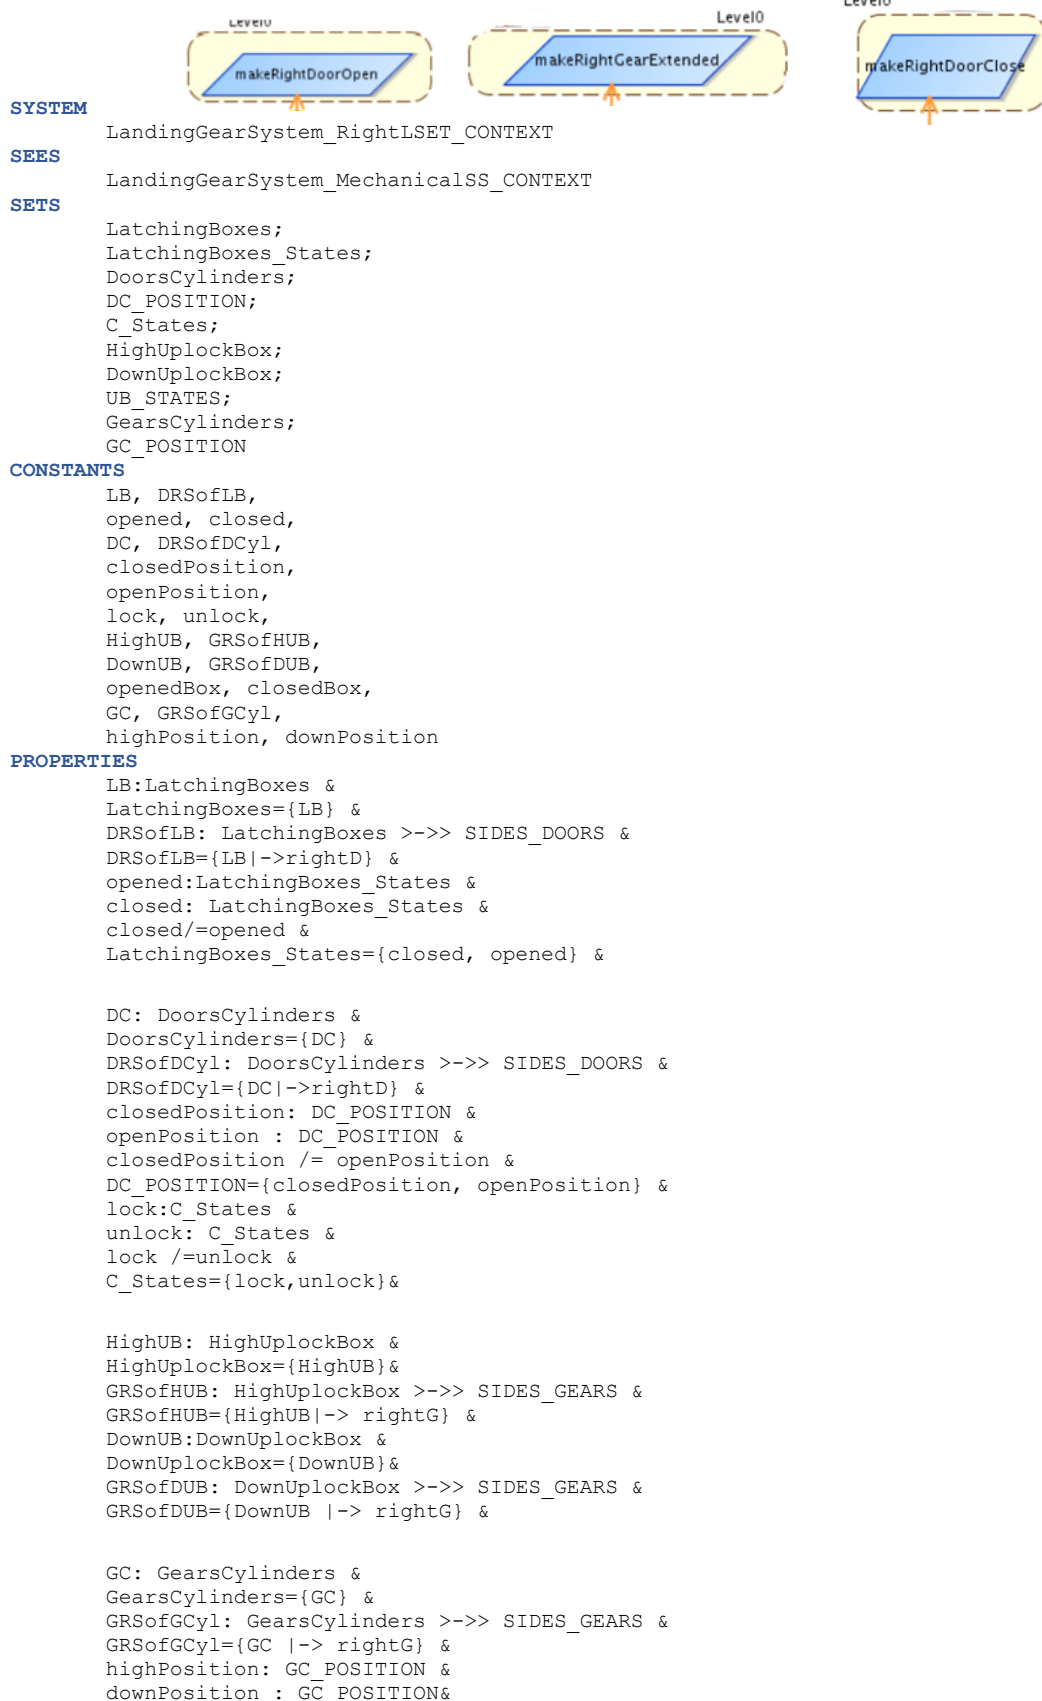 Level0
Level0
Level0
makeRightDoorOpen
makeRightGearExtended
makeRightDoorClose
SYSTEM
LandingGearSystem_RightLSET_CONTEXT
SEES
LandingGearSystem_MechanicalSS_CONTEXT
SETS
LatchingBoxes;
LatchingBoxes_States;
DoorsCylinders;
DC_POSITION;
C_States;
HighUplockBox;
DownUplockBox;
UB_STATES;
GearsCylinders;
GC_POSITION
CONSTANTS
LB, DRSofLB,
opened, closed,
DC, DRSofDCyl,
closedPosition,
openPosition,
lock, unlock,
HighUB, GRSofHUB,
DownUB, GRSofDUB,
openedBox, closedBox,
GC, GRSofGCyl,
highPosition, downPosition
PROPERTIES
LB:LatchingBoxes &
LatchingBoxes={LB} &
DRSofLB: LatchingBoxes >->> SIDES_DOORS &
DRSofLB={LB|->rightD} &
opened:LatchingBoxes_States &
closed: LatchingBoxes_States &
closed/=opened &
LatchingBoxes_States={closed, opened} &
DC: DoorsCylinders &
DoorsCylinders={DC} &
DRSofDCyl: DoorsCylinders >->> SIDES_DOORS &
DRSofDCyl={DC|->rightD} &
closedPosition: DC_POSITION &
openPosition : DC_POSITION &
closedPosition /= openPosition &
DC_POSITION={closedPosition, openPosition} &
lock:C_States &
unlock: C_States &
lock /=unlock &
C_States={lock,unlock}&
HighUB: HighUplockBox &
HighUplockBox={HighUB}&
GRSofHUB: HighUplockBox >->> SIDES_GEARS &
GRSofHUB={HighUB|-> rightG} &
DownUB:DownUplockBox &
DownUplockBox={DownUB}&
GRSofDUB: DownUplockBox >->> SIDES_GEARS &
GRSofDUB={DownUB |-> rightG} &
GC: GearsCylinders &
GearsCylinders={GC} &
GRSofGCyl: GearsCylinders >->> SIDES_GEARS &
GRSofGCyl={GC |-> rightG} &
highPosition: GC_POSITION &
downPosition : GC_POSITION&